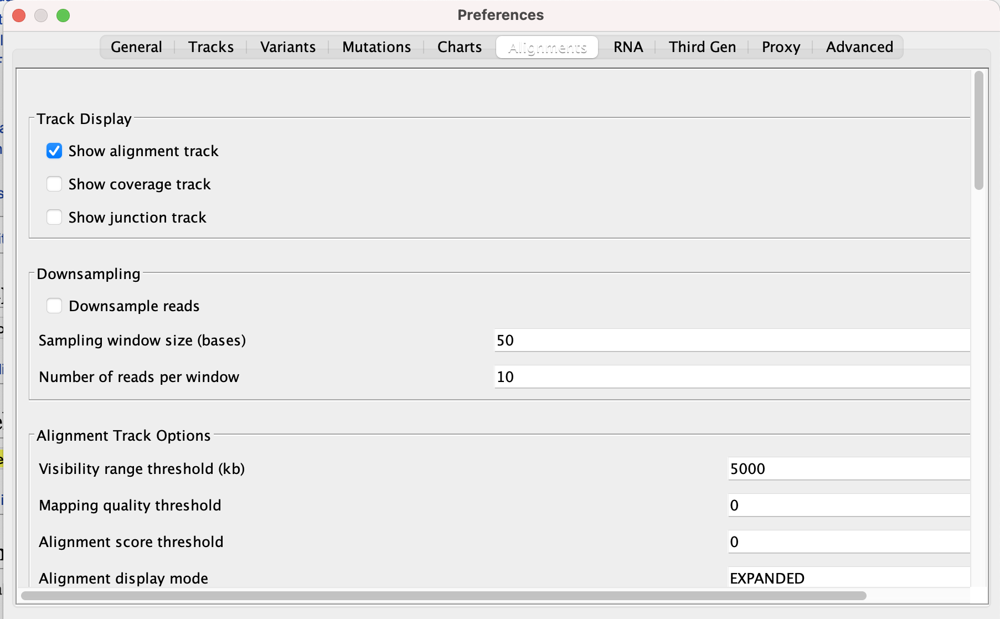 Preferences
General Tracks Variants Mutations Charts Alignments RNA Third Gen Proxy Advanced
Track Display
Show alignment track
Show coverage track
Show junction track
Downsampling
Downsample reads
Sampling window size (bases) 50
Number of reads per window 10
Alignment Track Options
Visibility range threshold (kb) 5000
Mapping quality threshold 0
Alignment score threshold 0
Alignment display mode EXPANDED